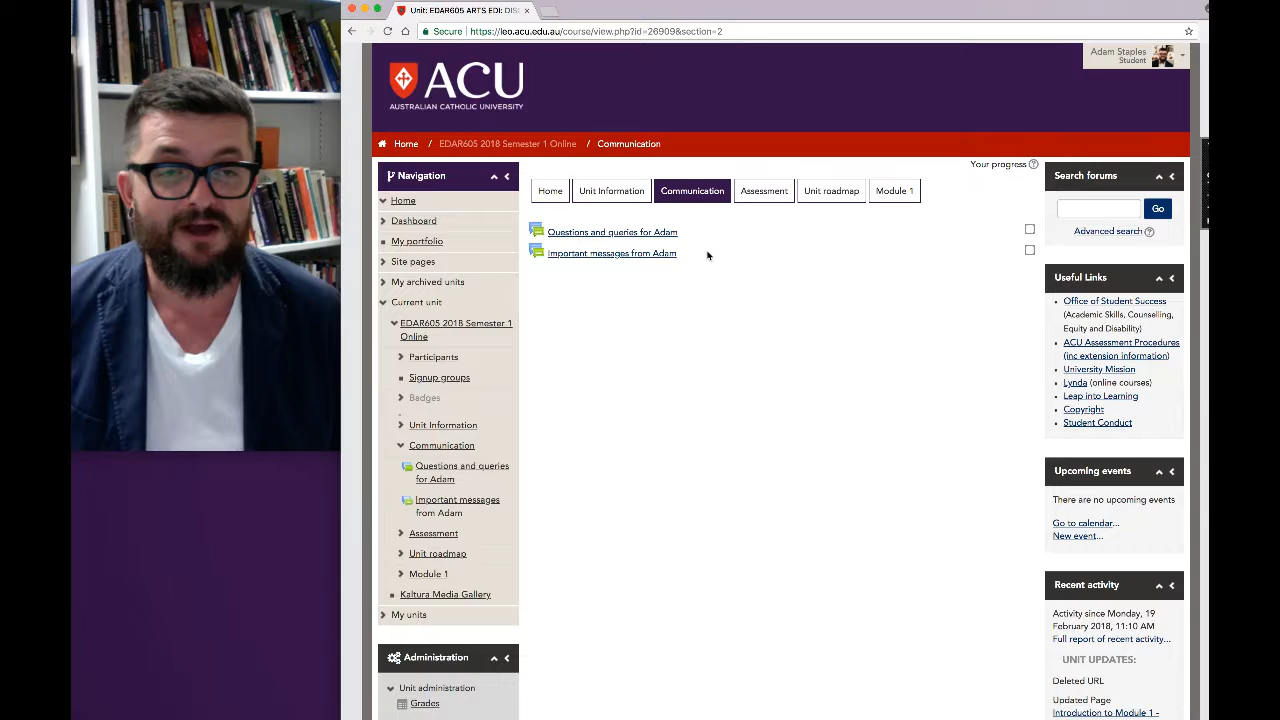 Unit: EDAR605 ARTS EDI: DIS
Secure
https://leo.acu.edu.au/course/view.php?id=26909&section=2
Adam Staples
Student
ACU
AUSTRALIAN CATHOLIC UNIVERSITY
Home / EDAR605 2018 Semester 1 Online / Communication
Your progress
Navigation
Home
Dashboard
My portfolio
Site pages
My archived units
Current unit
EDAR605 2018 Semester 1
Online
Participants
Signup groups
Badges
Unit Information
Communication
Questions and queries
for Adam
Important messages
from Adam
Assessment
Unit roadmap
Module 1
Kaltura Media Gallery
My units
Administration
Unit administration
Grades
Home
Unit Information
Communication
Assessment
Unit roadmap
Module 1
Questions and queries for Adam
Important messages from Adam
Search forums
Go
Advanced search
Useful Links
Office of Student Success
(Academic Skills, Counselling,
Equity and Disability)
ACU Assessment Procedures
(inc extension information)
University Mission
Lynda (online courses)
Leap into Learning
Copyright
Student Conduct
Upcoming events
There are no upcoming events
Go to calendar...
New event...
Recent activity
Activity since Monday, 19
February 2018, 11:10 AM
Full report of recent activity...
UNIT UPDATES:
Deleted URL
Updated Page
Introduction to Module 1 -